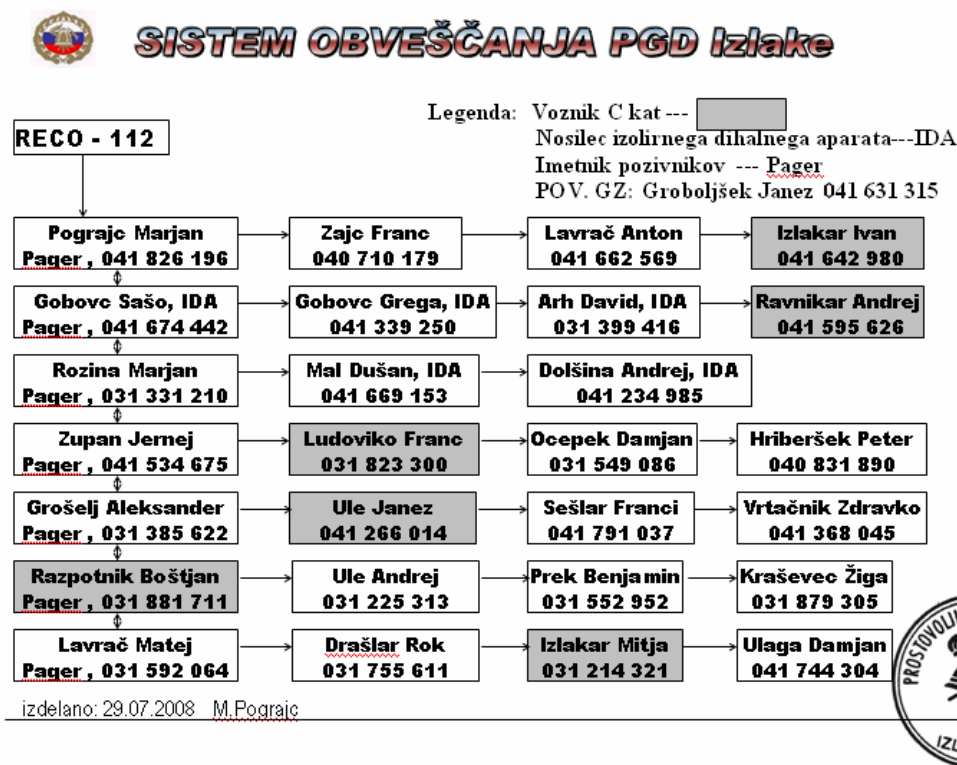 SISTEM OBVEŠČANJA PGD Izlake
Legenda: Voznik C kat ---
Nosilec izolirnega dihalnega aparata---IDA
Imetnik pozivnikov --- Pager
POV. GZ: Groboljšek Janez 041 631 315
RECO - 112
Pograjc Marjan
Pager , 041 826 196
Zajc Franc
040 710 179
Lavrač Anton
041 662 569
Izlakar Ivan
041 642 980
Gobovc Sašo, IDA
Pager , 041 674 442
Gobovc Grega, IDA
041 339 250
Arh David, IDA
031 399 416
Ravnikar Andrej
041 595 626
Rozina Marjan
Pager , 031 331 210
Mal Dušan, IDA
041 669 153
Dolšina Andrej, IDA
041 234 985
Zupan Jernej
Pager , 041 534 675
Ludoviko Franc
031 823 300
Ocepek Damjan
031 549 086
Hriberšek Peter
040 831 890
Grošelj Aleksander
Pager , 031 385 622
Ule Janez
041 266 014
Sešlar Franci
041 791 037
Vrtačnik Zdravko
041 368 045
Razpotnik Boštjan
Pager , 031 881 711
Ule Andrej
031 225 313
Prek Benjamin
031 552 952
Kraševec Žiga
031 879 305
Lavrač Matej
Pager , 031 592 064
Drašlar Rok
031 755 611
Izlakar Mitja
031 214 321
Ulaga Damjan
041 744 304
izdelano: 29.07.2008 M.Pograjc